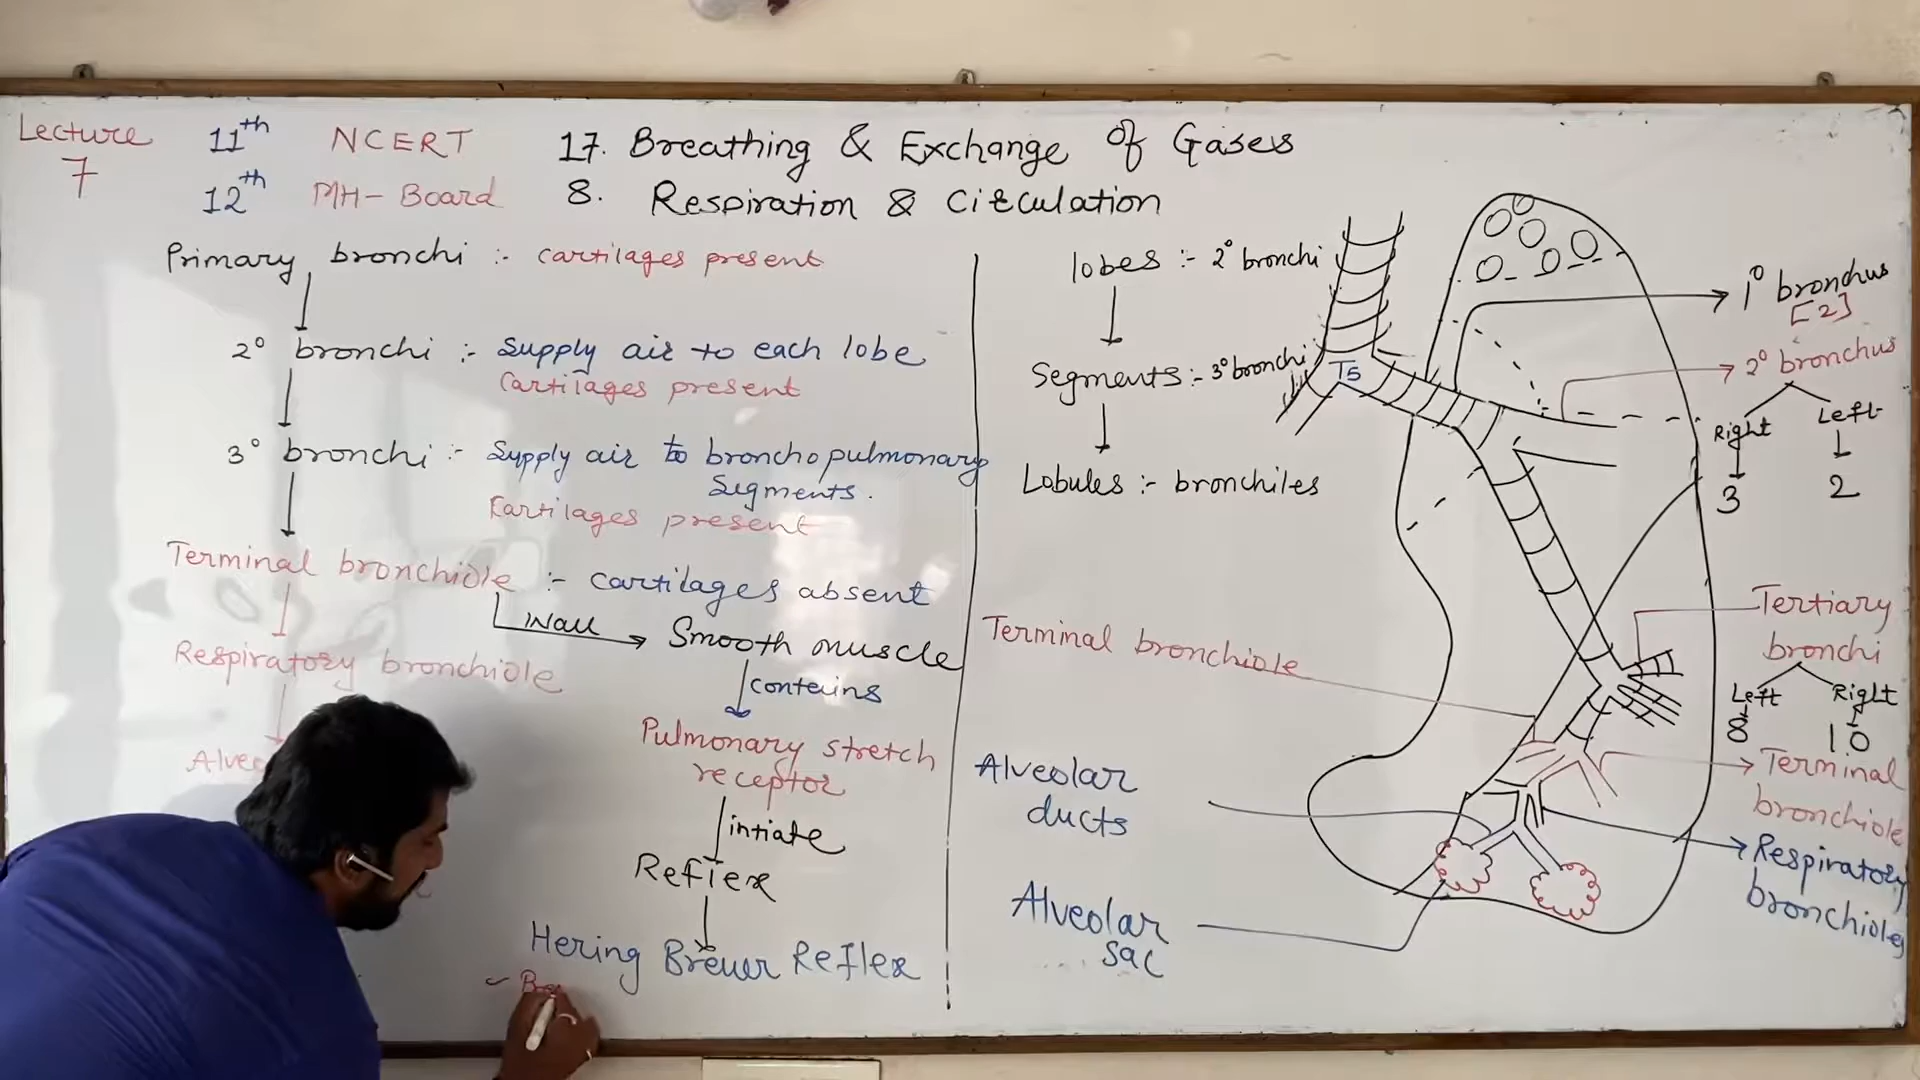 Lecture
7
11th NCERT 17. Breathing & Exchange of Gases
12th MH-Board 8. Respiration & Circulation
Primary bronchi :- cartilages present
2° bronchi :- Supply air to each lobe
Cartilages present
3° bronchi :- Supply air to bronchopulmonary
Segments.
Cartilages present
Terminal bronchiole :- cartilages absent
Wall
Smooth muscle
Respiratory bronchiole
contains
Pulmonary stretch
receptor
intiate
Reflex
Hering Breuer Reflex
lobes :- 2° bronchi
Segments :- 3° bronchi
Lobules :- bronchiles
T5
1° bronchus
[2]
2° bronchus
Right Left
3 2
Tertiary
bronchi
Left Right
8 10
Terminal bronchiole
Terminal
bronchiole
Alveolar
ducts
Respiratory
bronchioles
Alveolar
sac